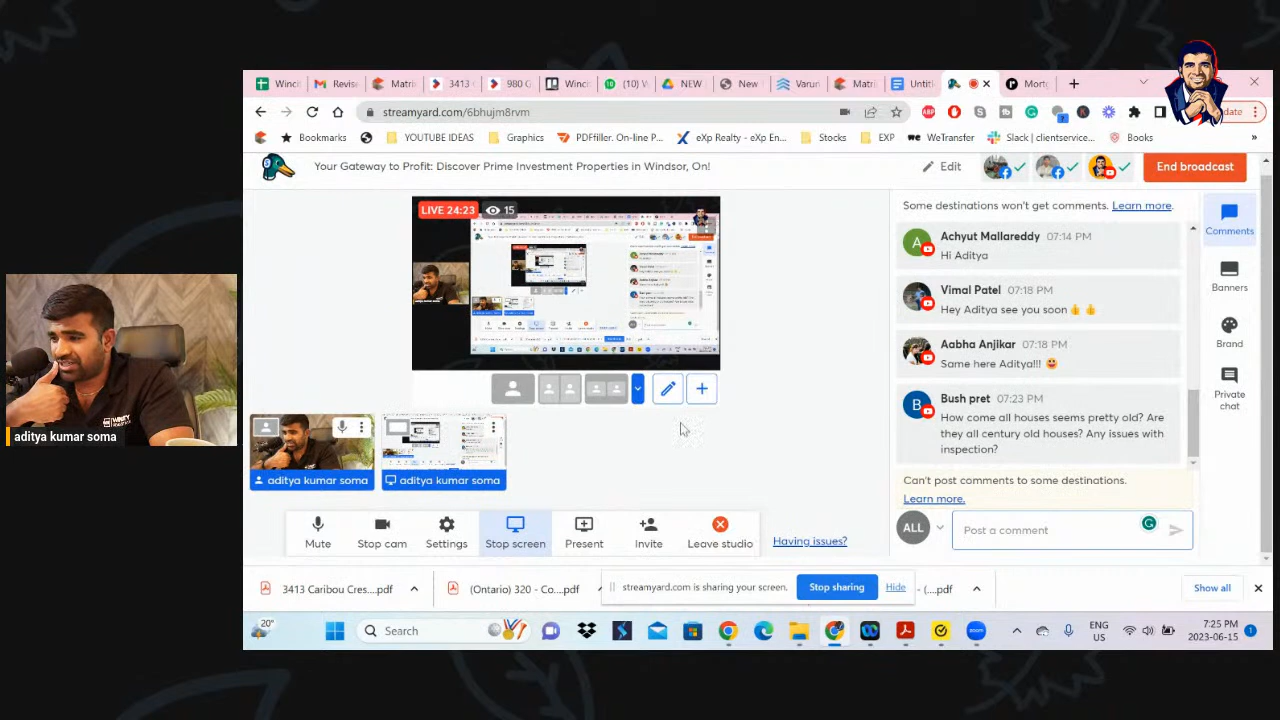 Winci
Revis
Matri
3413
980 C
Winci
(10) V
NEW
New
Varun
Matri
Untitl
Mort
streamyard.com/6bhujm8rvm
date
Bookmarks
YOUTUBE IDEAS
Graphics
PDFfiller. On-line P...
eXp Realty - eXp En...
Stocks
EXP
WeTransfer
Slack | clientservice...
Books
»
Your Gateway to Profit: Discover Prime Investment Properties in Windsor, On!
Edit
End broadcast
LIVE 24:23
15
Some destinations won't get comments. Learn more.
Achyut Mallareddy 07:14 PM
Hi Aditya
Vimal Patel 07:18 PM
Hey Aditya see you soon 👍 👍
Aabha Anjikar 07:18 PM
Same here Aditya!!! 😃
Bush pret 07:23 PM
How come all houses seems pretty old? Are
they all century old houses? Any issues with
inspection?
Can't post comments to some destinations.
Learn more.
ALL
Post a comment
Comments
Banners
Brand
Private
chat
aditya kumar soma
aditya kumar soma
aditya kumar soma
Mute
Stop cam
Settings
Stop screen
Present
Invite
Leave studio
Having issues?
3413 Caribou Cres....pdf
(Ontario) 320 - Co....pdf
streamyard.com is sharing your screen.
Stop sharing
Hide
- (....pdf
Show all
20°
Search
ENG
US
7:25 PM
2023-06-15
1